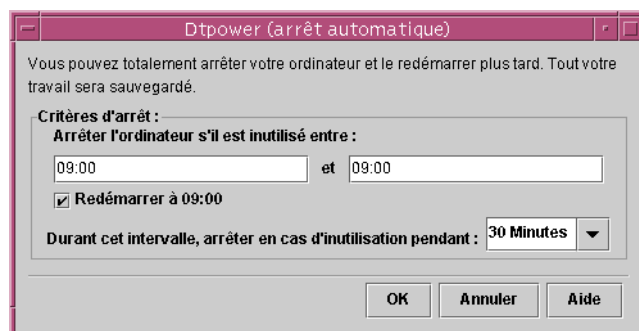 Dtpower (arrêt automatique)
Vous pouvez totalement arrêter votre ordinateur et le redémarrer plus tard. Tout votre
travail sera sauvegardé.
Critères d'arrêt :
Arrêter l'ordinateur s'il est inutilisé entre :
09:00 et 09:00
Redémarrer à 09:00
Durant cet intervalle, arrêter en cas d'inutilisation pendant : 30 Minutes
OK Annuler Aide